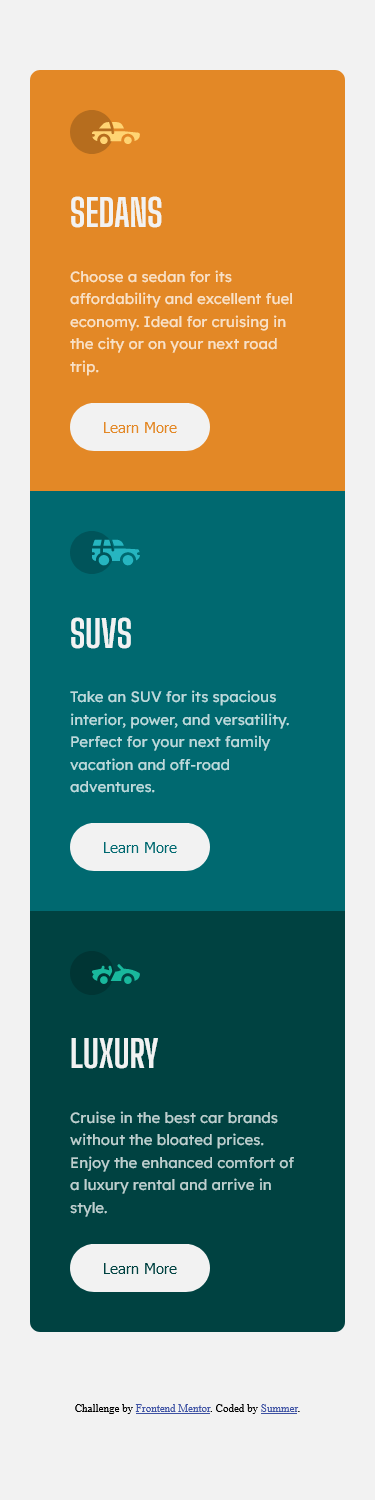 SEDANS
Choose a sedan for its
affordability and excellent fuel
economy. Ideal for cruising in
the city or on your next road
trip.
Learn More
SUVS
Take an SUV for its spacious
interior, power, and versatility.
Perfect for your next family
vacation and off-road
adventures.
Learn More
LUXURY
Cruise in the best car brands
without the bloated prices.
Enjoy the enhanced comfort of
a luxury rental and arrive in
style.
Learn More
Challenge by Frontend Mentor. Coded by Summer.